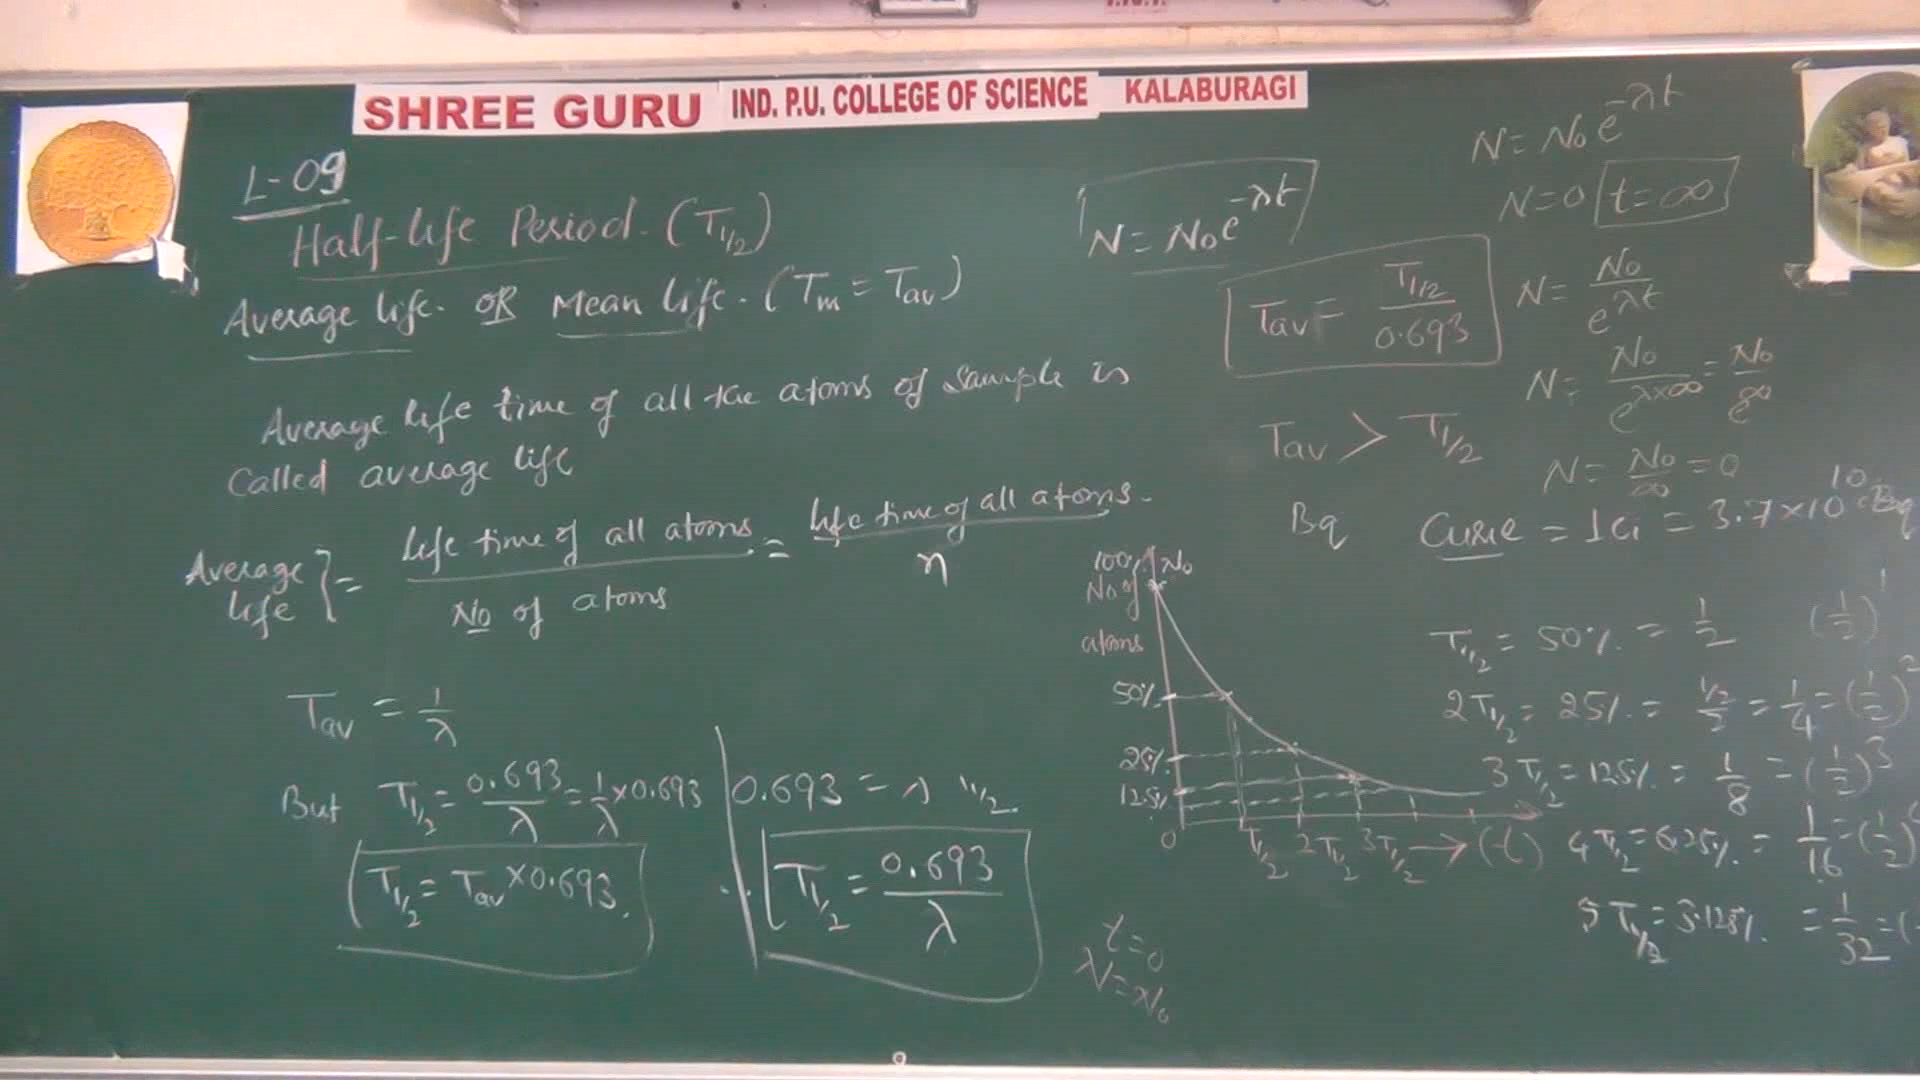 SHREE GURU IND. P.U. COLLEGE OF SCIENCE KALABURAGI
L-09
Half-life Period. (T1/2)
Average life. OR Mean life. (Tm = Tav)
Average life time of all the atoms of sample is
Called average life
Average life } = life time of all atoms / No of atoms = life time of all atoms. / n
Tav = 1/λ
But T1/2 = 0.693/λ = 1/λ × 0.693
T1/2 = Tav × 0.693.
0.693 = λ T1/2.
∴ T1/2 = 0.693/λ
N = N0 e^-λt
Tav = T1/2 / 0.693
Tav > T1/2
N = N0 e^-λt
N = 0 t = ∞
N = N0 / e^λt
N = N0 / e^λ×∞ = N0 / e^∞
N = N0/∞ = 0
Bq Curie = 1Ci = 3.7×10^10 Bq
100% N0
No of
atoms
50%
25%
12.5%
0 T1/2 2T1/2 3T1/2 → (t)
t = 0
N = N0
T1/2 = 50% = 1/2 (1/2)^1
2T1/2 = 25% = 1/2/2 = 1/4 = (1/2)^2
3T1/2 = 12.5% = 1/8 = (1/2)^3
4T1/2 = 6.25% = 1/16 = (1/2)
5T1/2 = 3.125% = 1/32 = (